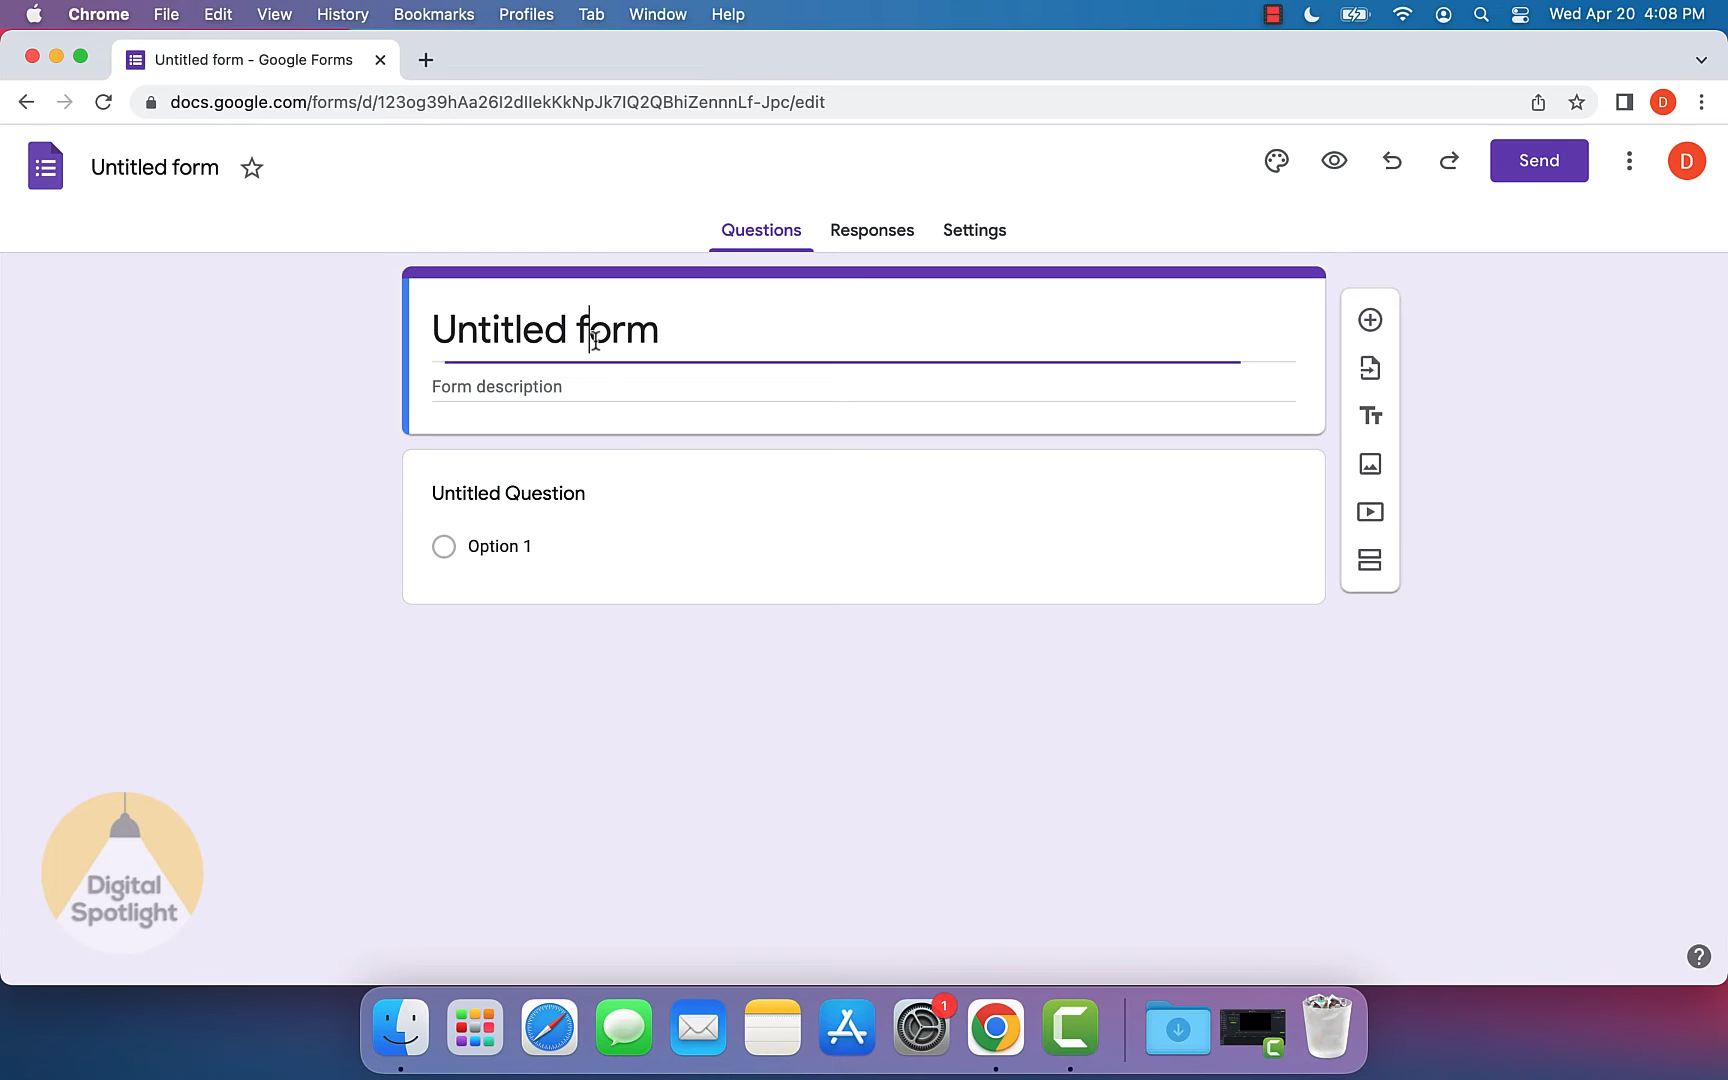 Chrome File Edit View History Bookmarks Profiles Tab Window Help Wed Apr 20 4:08 PM
Untitled form - Google Forms
docs.google.com/forms/d/123og39hAa26I2dIIekKkNpJk7IQ2QBhiZennnLf-Jpc/edit D
Untitled form Send D
Questions Responses Settings
Untitled form
Form description
Untitled Question
Option 1
Digital
Spotlight
1